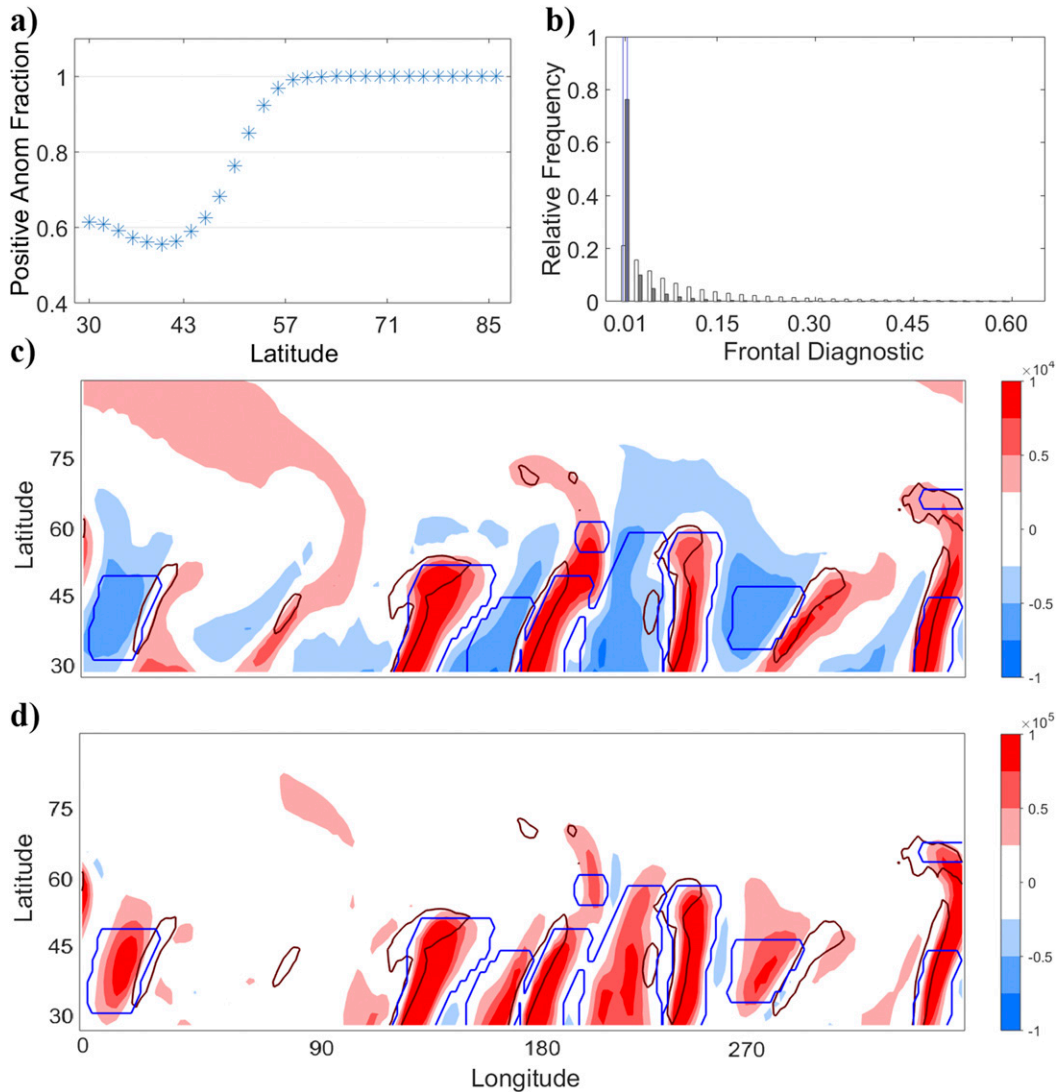 a)
Positive Anom Fraction
1
0.8
0.6
0.4
30 43 57 71 85
Latitude
b)
Relative Frequency
1
0.8
0.6
0.4
0.2
0
0.01 0.15 0.30 0.45 0.60
Frontal Diagnostic
c)
Latitude
75
60
45
30
×10⁴
1
0.5
0
-0.5
-1
d)
Latitude
75
60
45
30
0 90 180 270
Longitude
×10⁵
1
0.5
0
-0.5
-1